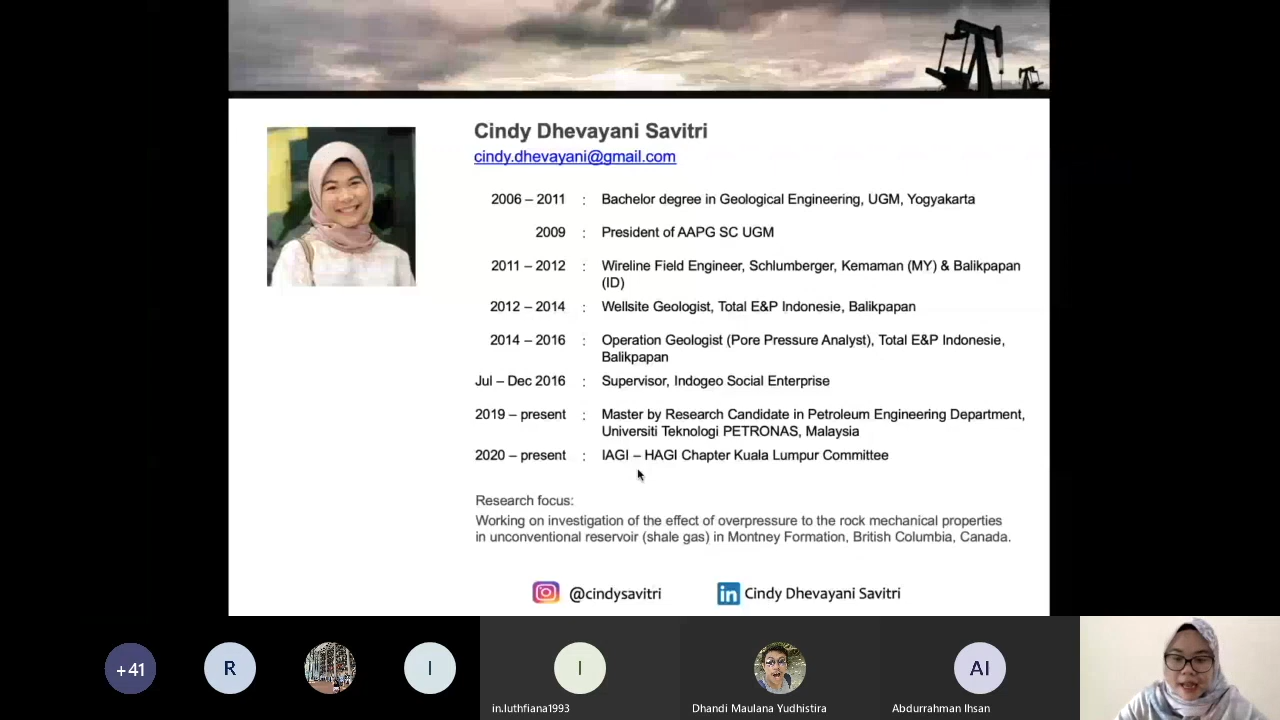 Cindy Dhevayani Savitri
cindy.dhevayani@gmail.com
2006 – 2011 : Bachelor degree in Geological Engineering, UGM, Yogyakarta
2009 : President of AAPG SC UGM
2011 – 2012 : Wireline Field Engineer, Schlumberger, Kemaman (MY) & Balikpapan
(ID)
2012 – 2014 : Wellsite Geologist, Total E&P Indonesie, Balikpapan
2014 – 2016 : Operation Geologist (Pore Pressure Analyst), Total E&P Indonesie,
Balikpapan
Jul – Dec 2016 : Supervisor, Indogeo Social Enterprise
2019 – present : Master by Research Candidate in Petroleum Engineering Department,
Universiti Teknologi PETRONAS, Malaysia
2020 – present : IAGI – HAGI Chapter Kuala Lumpur Committee
Research focus:
Working on investigation of the effect of overpressure to the rock mechanical properties
in unconventional reservoir (shale gas) in Montney Formation, British Columbia, Canada.
@cindysavitri
in Cindy Dhevayani Savitri
+41
R
I
I
AI
in.luthfiana1993
Dhandi Maulana Yudhistira
Abdurrahman Ihsan